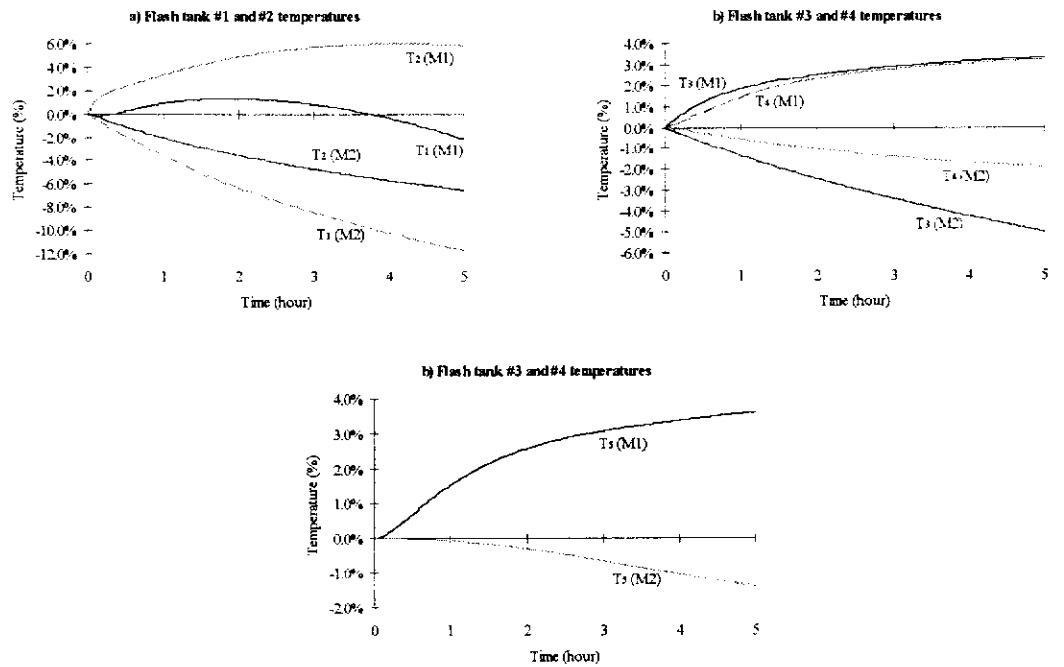 a) Flash tank #1 and #2 temperatures
6.0%
4.0%
2.0%
0.0%
-2.0%
-4.0%
-6.0%
-8.0%
-10.0%
-12.0%
Temperature (%)
T2 (M1)
T1 (M1)
T2 (M2)
T1 (M2)
0 1 2 3 4 5
Time (hour)
b) Flash tank #3 and #4 temperatures
4.0%
3.0%
2.0%
1.0%
0.0%
-1.0%
-2.0%
-3.0%
-4.0%
-5.0%
-6.0%
Temperature (%)
T3 (M1)
T4 (M1)
T4 (M2)
T3 (M2)
0 1 2 3 4 5
Time (hour)
b) Flash tank #3 and #4 temperatures
4.0%
3.0%
2.0%
1.0%
0.0%
-1.0%
-2.0%
Temperature (%)
T5 (M1)
T5 (M2)
0 1 2 3 4 5
Time (hour)